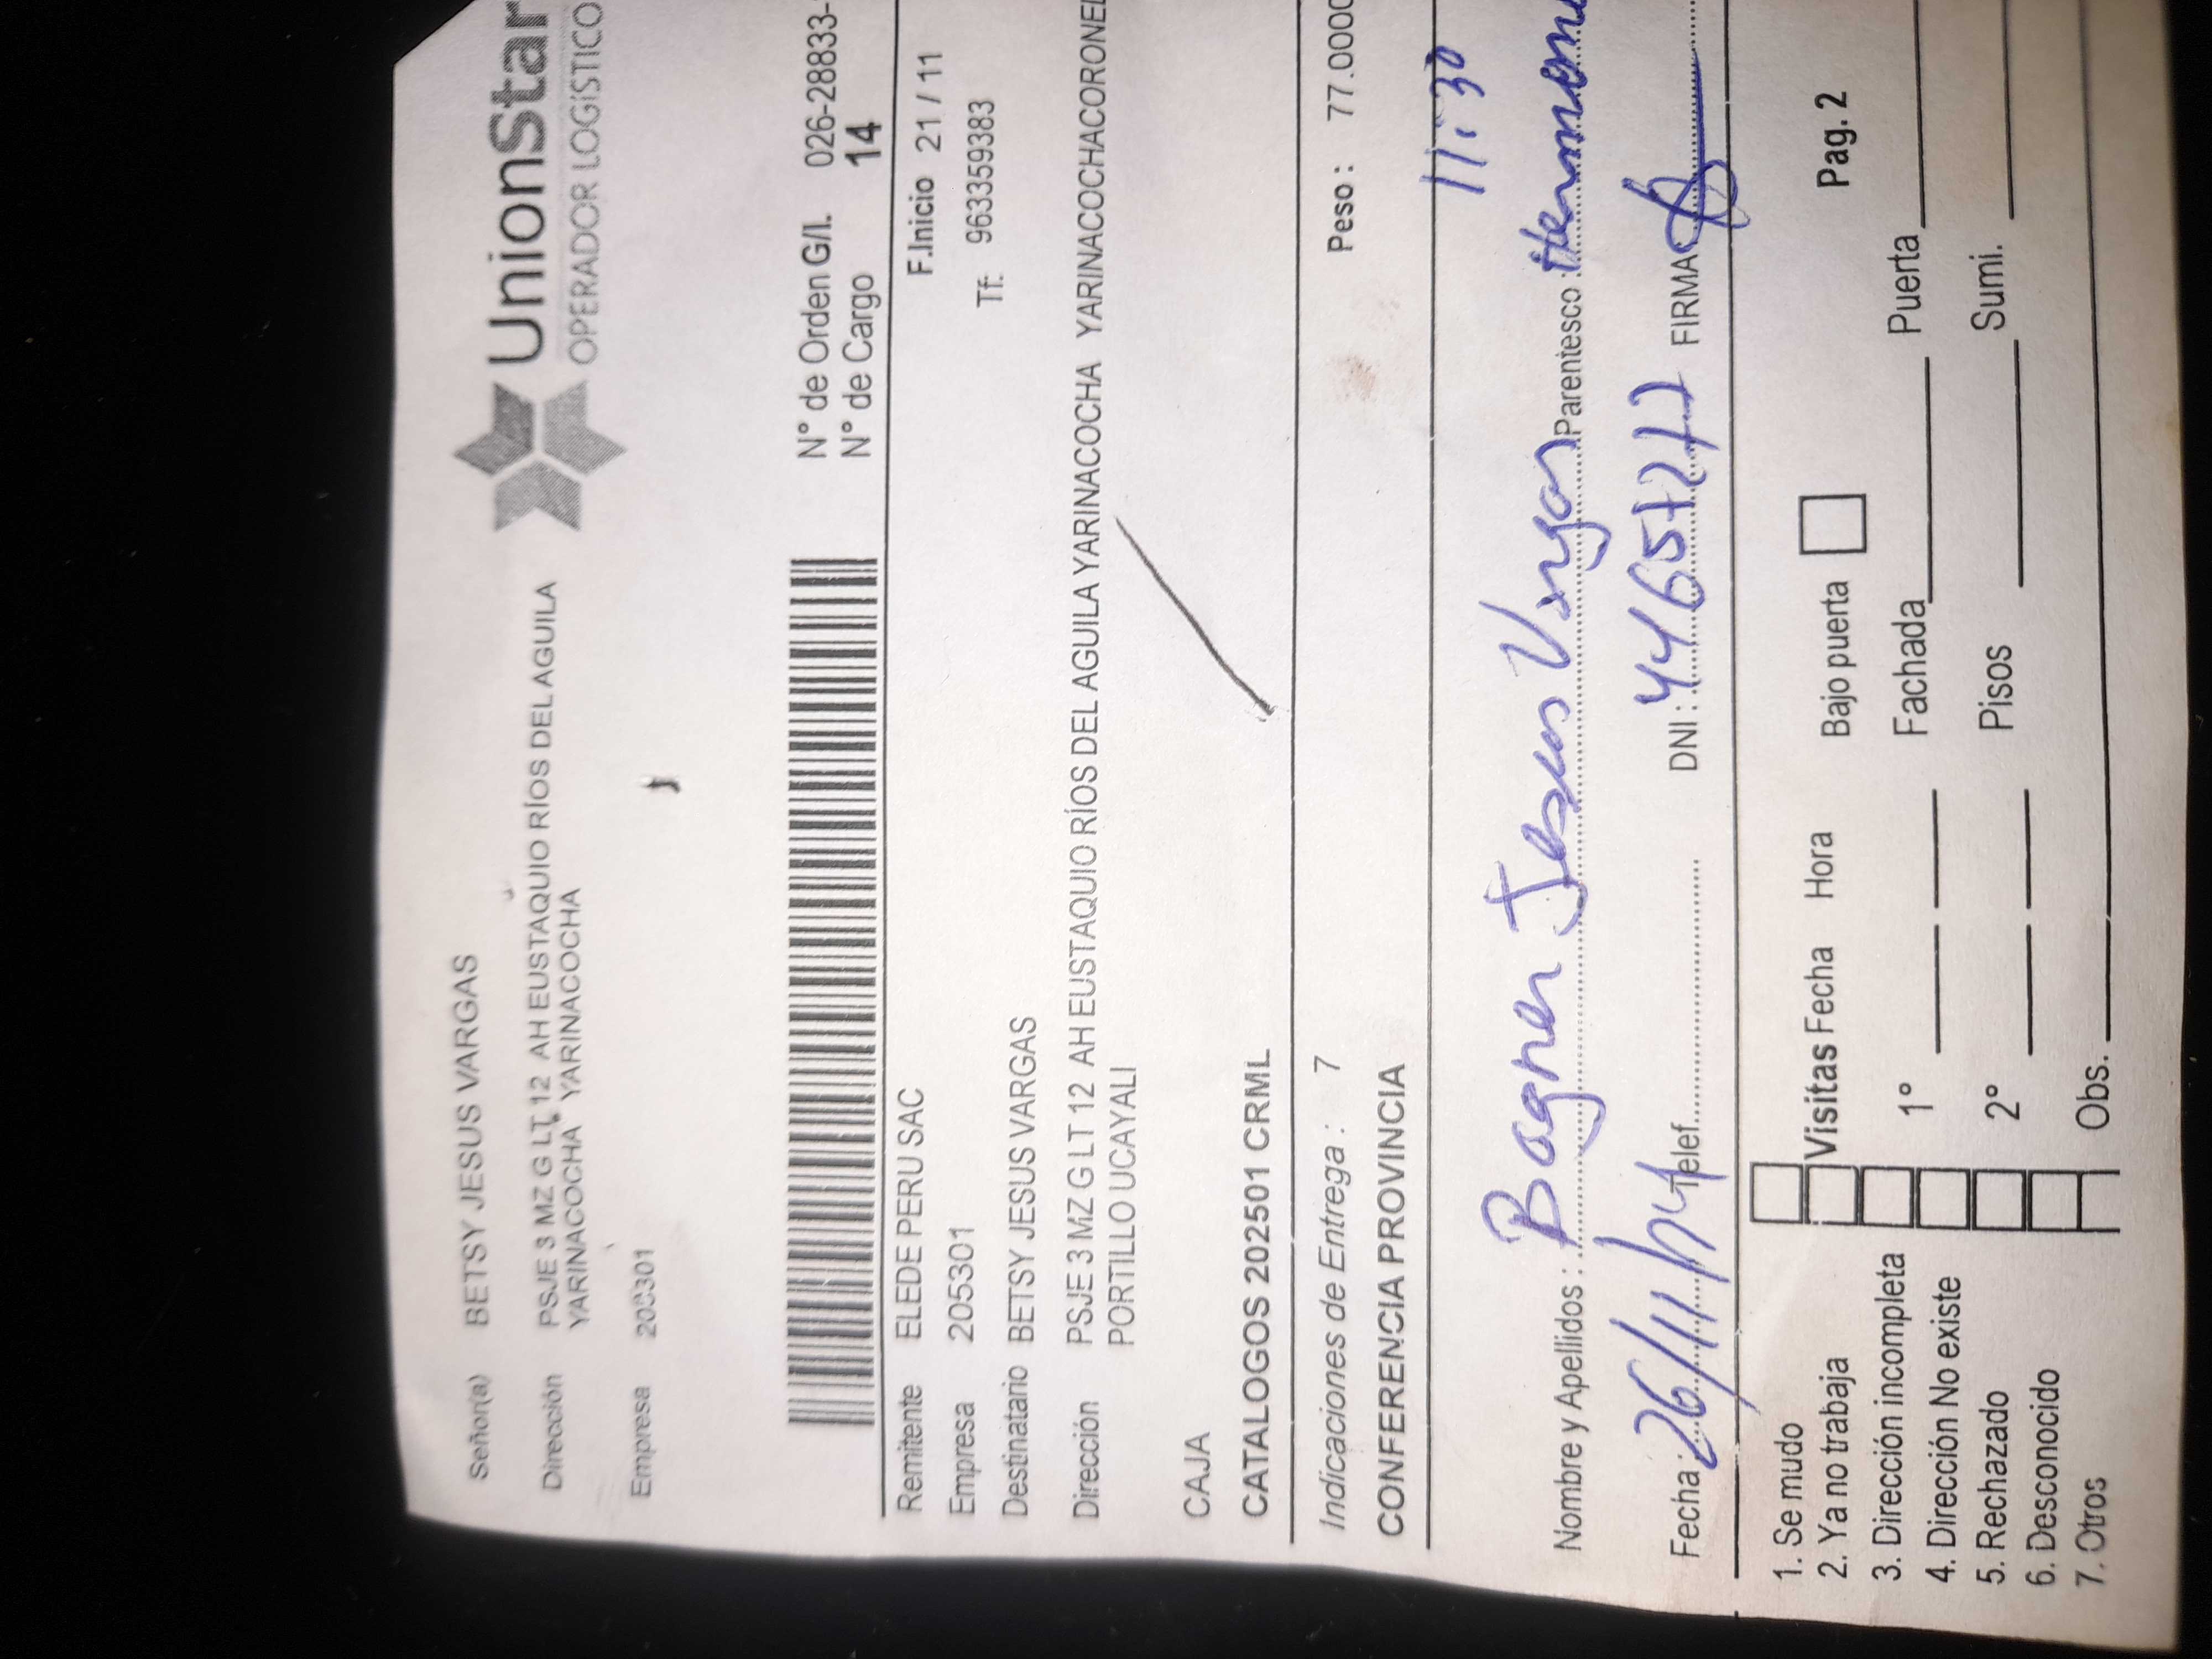 UnionStar
OPERADOR LOGÍSTICO
Señor(a) BETSY JESUS VARGAS
Dirección PSJE 3 MZ G LT 12 AH EUSTAQUIO RÍOS DEL AGUILA
YARINACOCHA YARINACOCHA
Empresa
N° de Orden G/I. 026-28833-
N° de Cargo 14
Remitente ELEDE PERU SAC F.Inicio 21 / 11
Empresa 205301
Destinatario BETSY JESUS VARGAS Tf: 963359383
Dirección PSJE 3 MZ G LT 12 AH EUSTAQUIO RÍOS DEL AGUILA YARINACOCHA YARINACOCHACORONEL
PORTILLO UCAYALI
CAJA
CATALOGOS 202501 CRML
Indicaciones de Entrega : 7 Peso : 77.000
CONFERENCIA PROVINCIA
11:30
Nombre y Apellidos : Bagner Jesus Vargas Parentesco :
Fecha : 26/11/24 Telef. DNI : FIRMA
1. Se mudo
2. Ya no trabaja Visitas Fecha Hora Bajo puerta Pag. 2
3. Dirección incompleta 1° Fachada Puerta
4. Dirección No existe
5. Rechazado 2° Pisos Sumi.
6. Desconocido
7. Otros Obs.